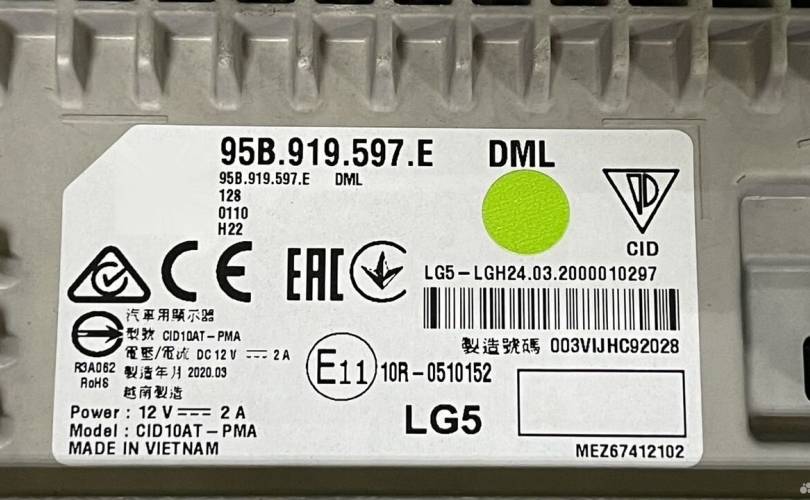 95B.919.597.E DML
95B.919.597.E DML
128
0110
H22
CID
CE EAC
LG5-LGH24.03.2000010297
汽車用顯示器
型號 CID10AT-PMA
電壓/電流 DC 12 V 2 A
製造年月 2020.03
越南製造
R3A062
RoHS
製造號碼 003VIJHC92028
E11 10R-0510152
Power : 12 V 2 A
Model : CID10AT-PMA
MADE IN VIETNAM
LG5
MEZ67412102